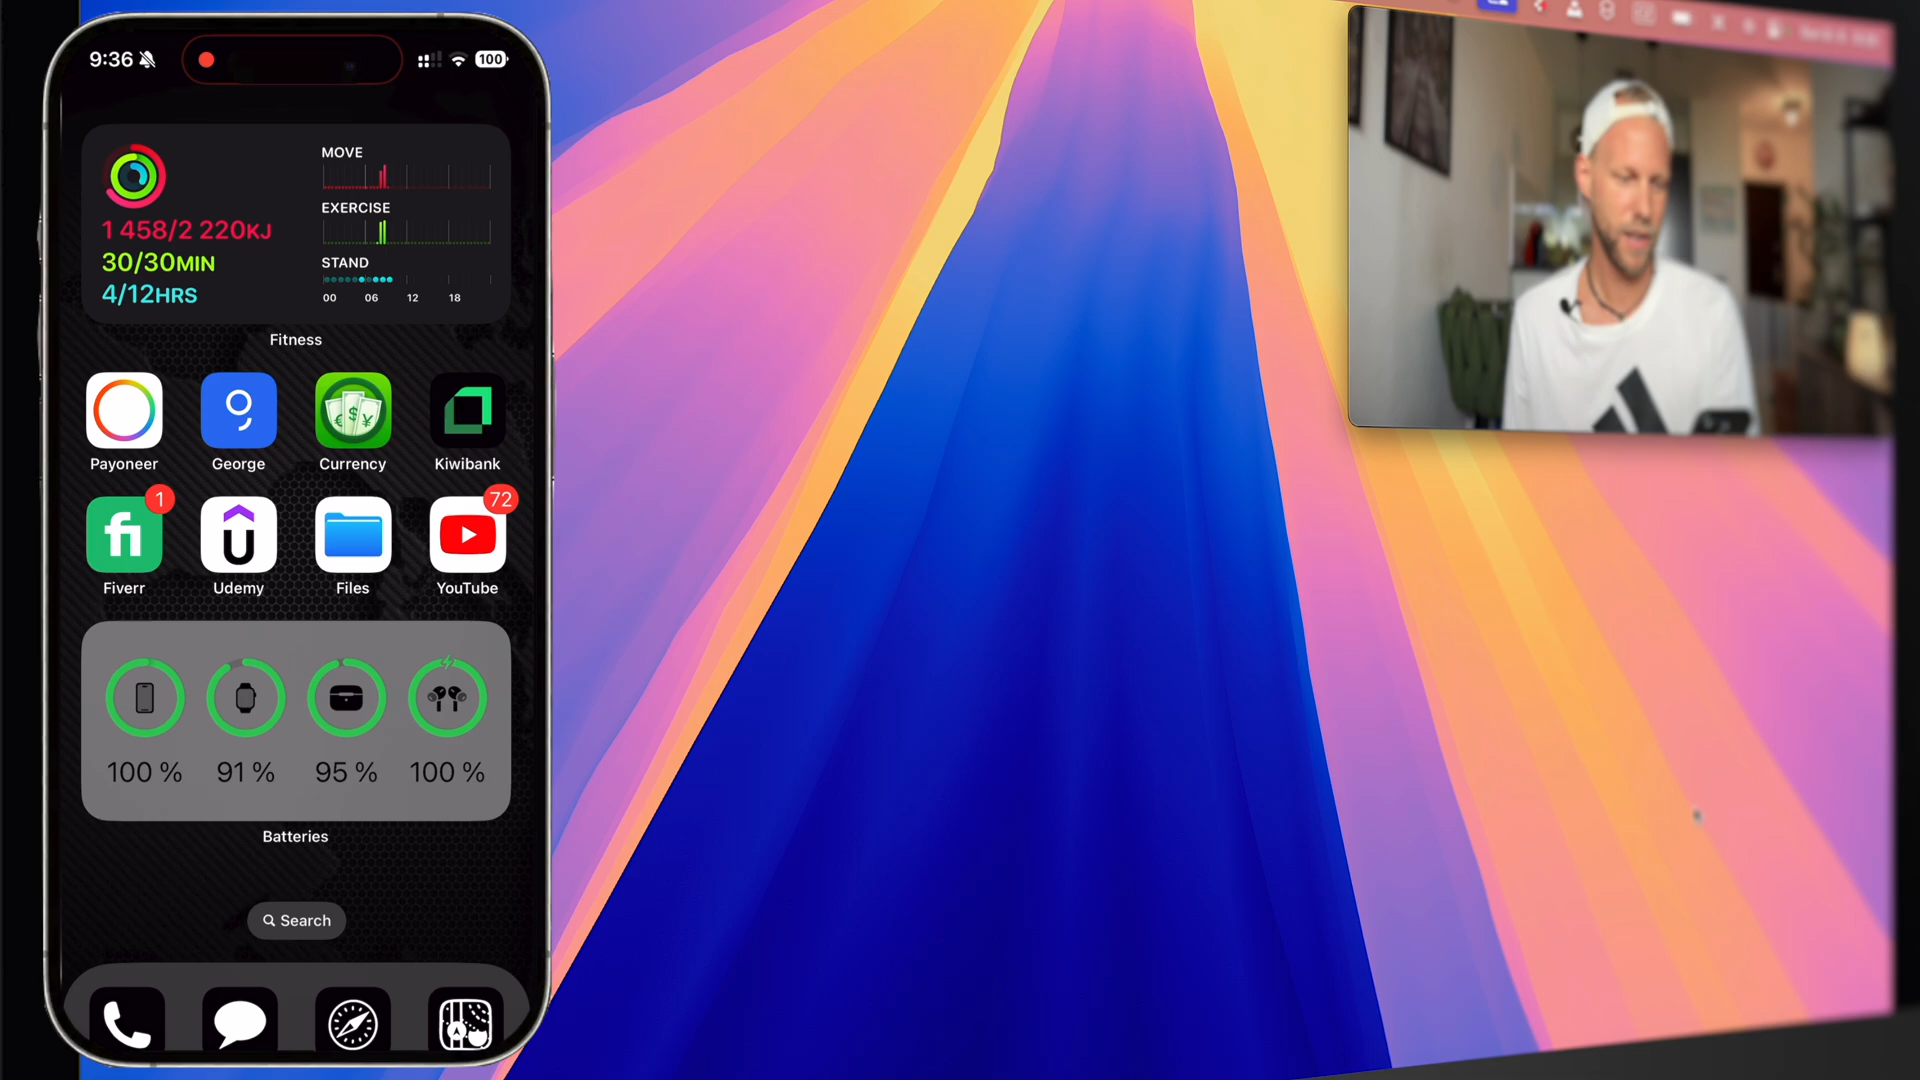 9:36
100
MOVE
1 458/2 220KJ
EXERCISE
30/30MIN
STAND
4/12HRS
00 06 12 18
Fitness
Payoneer George Currency Kiwibank
1 72
fi
Fiverr Udemy Files YouTube
100 % 91 % 95 % 100 %
Batteries
Search